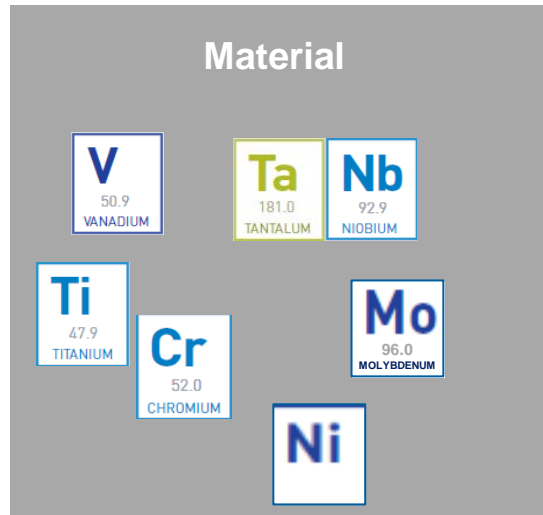 Material
V
50.9
VANADIUM
Ta
181.0
TANTALUM
Nb
92.9
NIOBIUM
Ti
47.9
TITANIUM
Cr
52.0
CHROMIUM
Mo
96.0
MOLYBDENUM
Ni